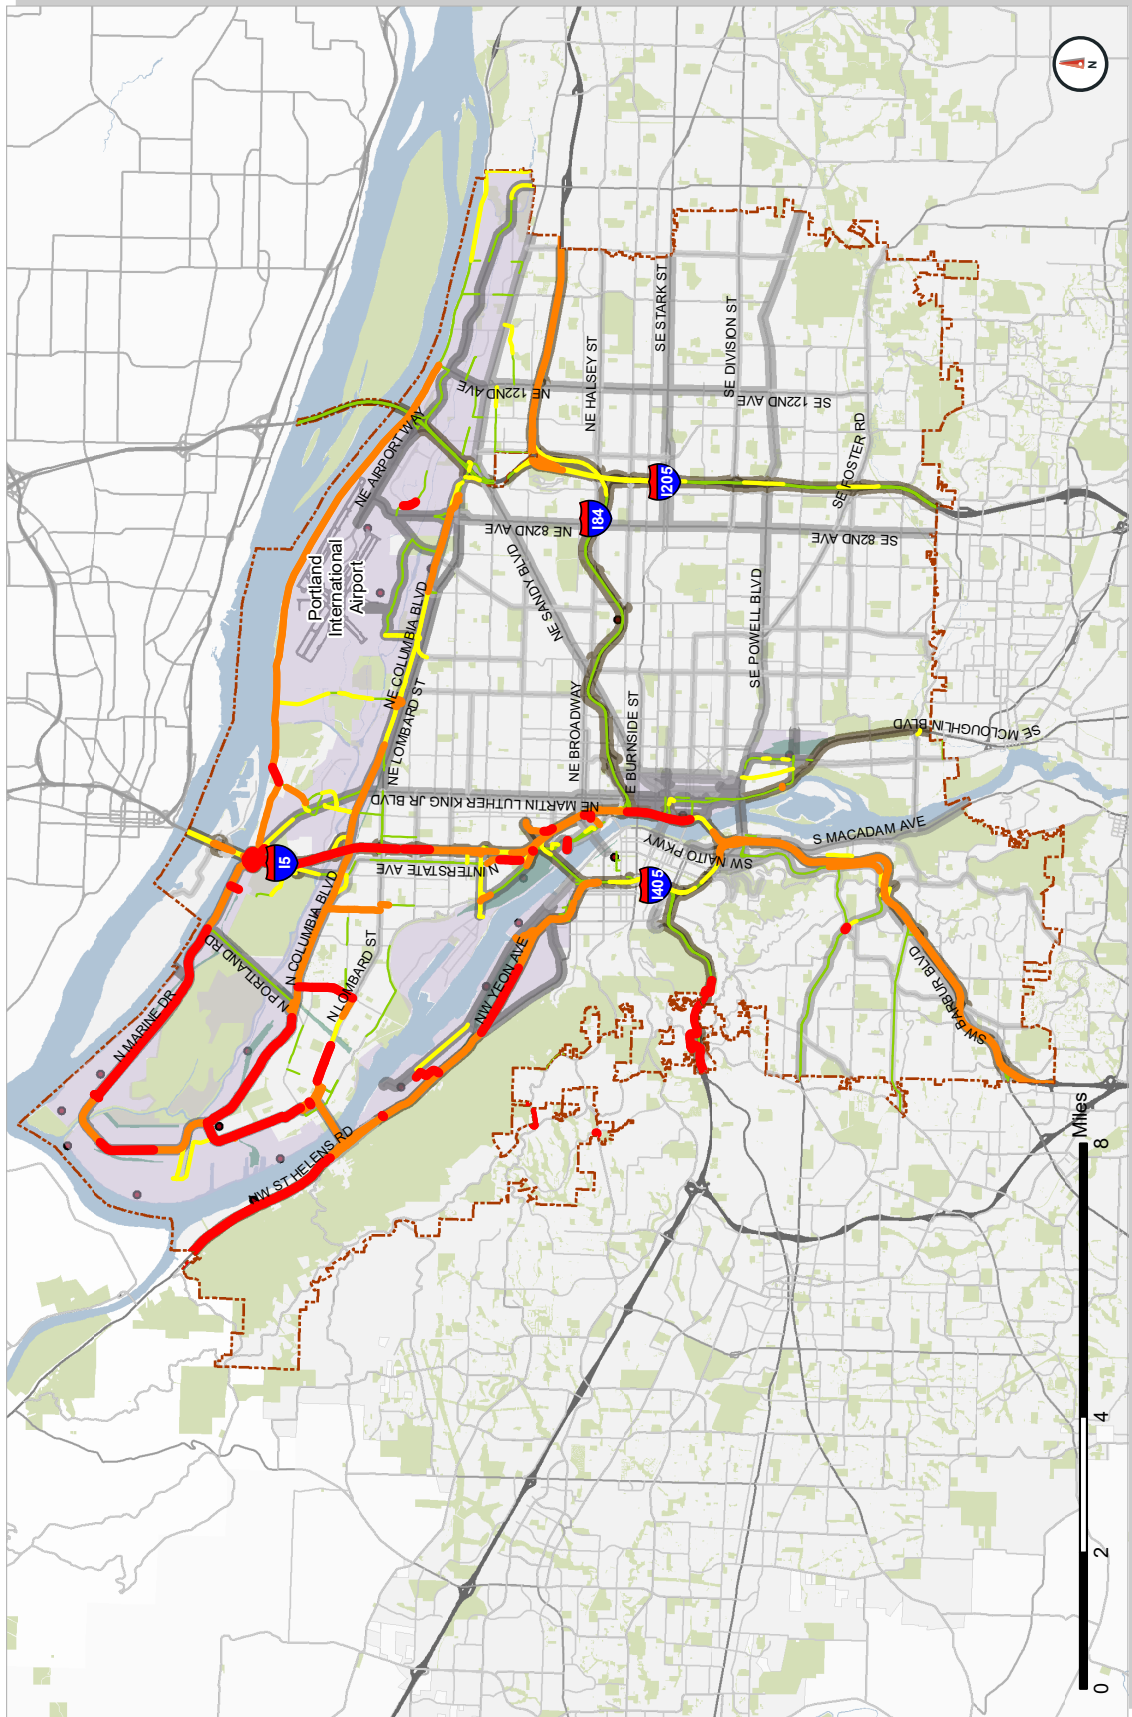 N
Portland
International
Airport
NE AIRPORT WAY
NE 122ND AVE
NE HALSEY ST
SE STARK ST
SE DIVISION ST
SE 122ND AVE
SE FOSTER RD
I205
I84
NE 82ND AVE
SE 82ND AVE
NE SANDY BLVD
NE COLUMBIA BLVD
NE LOMBARD ST
SE POWELL BLVD
NE BROADWAY
E BURNSIDE ST
SE MCLOUGHLIN BLVD
NE MARTIN LUTHER KING JR BLVD
S MACADAM AVE
SW NAITO PKWY
I5
N INTERSTATE AVE
I405
N COLUMBIA BLVD
N PORTLAND RD
N LOMBARD ST
NW YEON AVE
SW BARBUR BLVD
N MARINE DR
NW ST HELENS RD
Miles
0
2
4
8